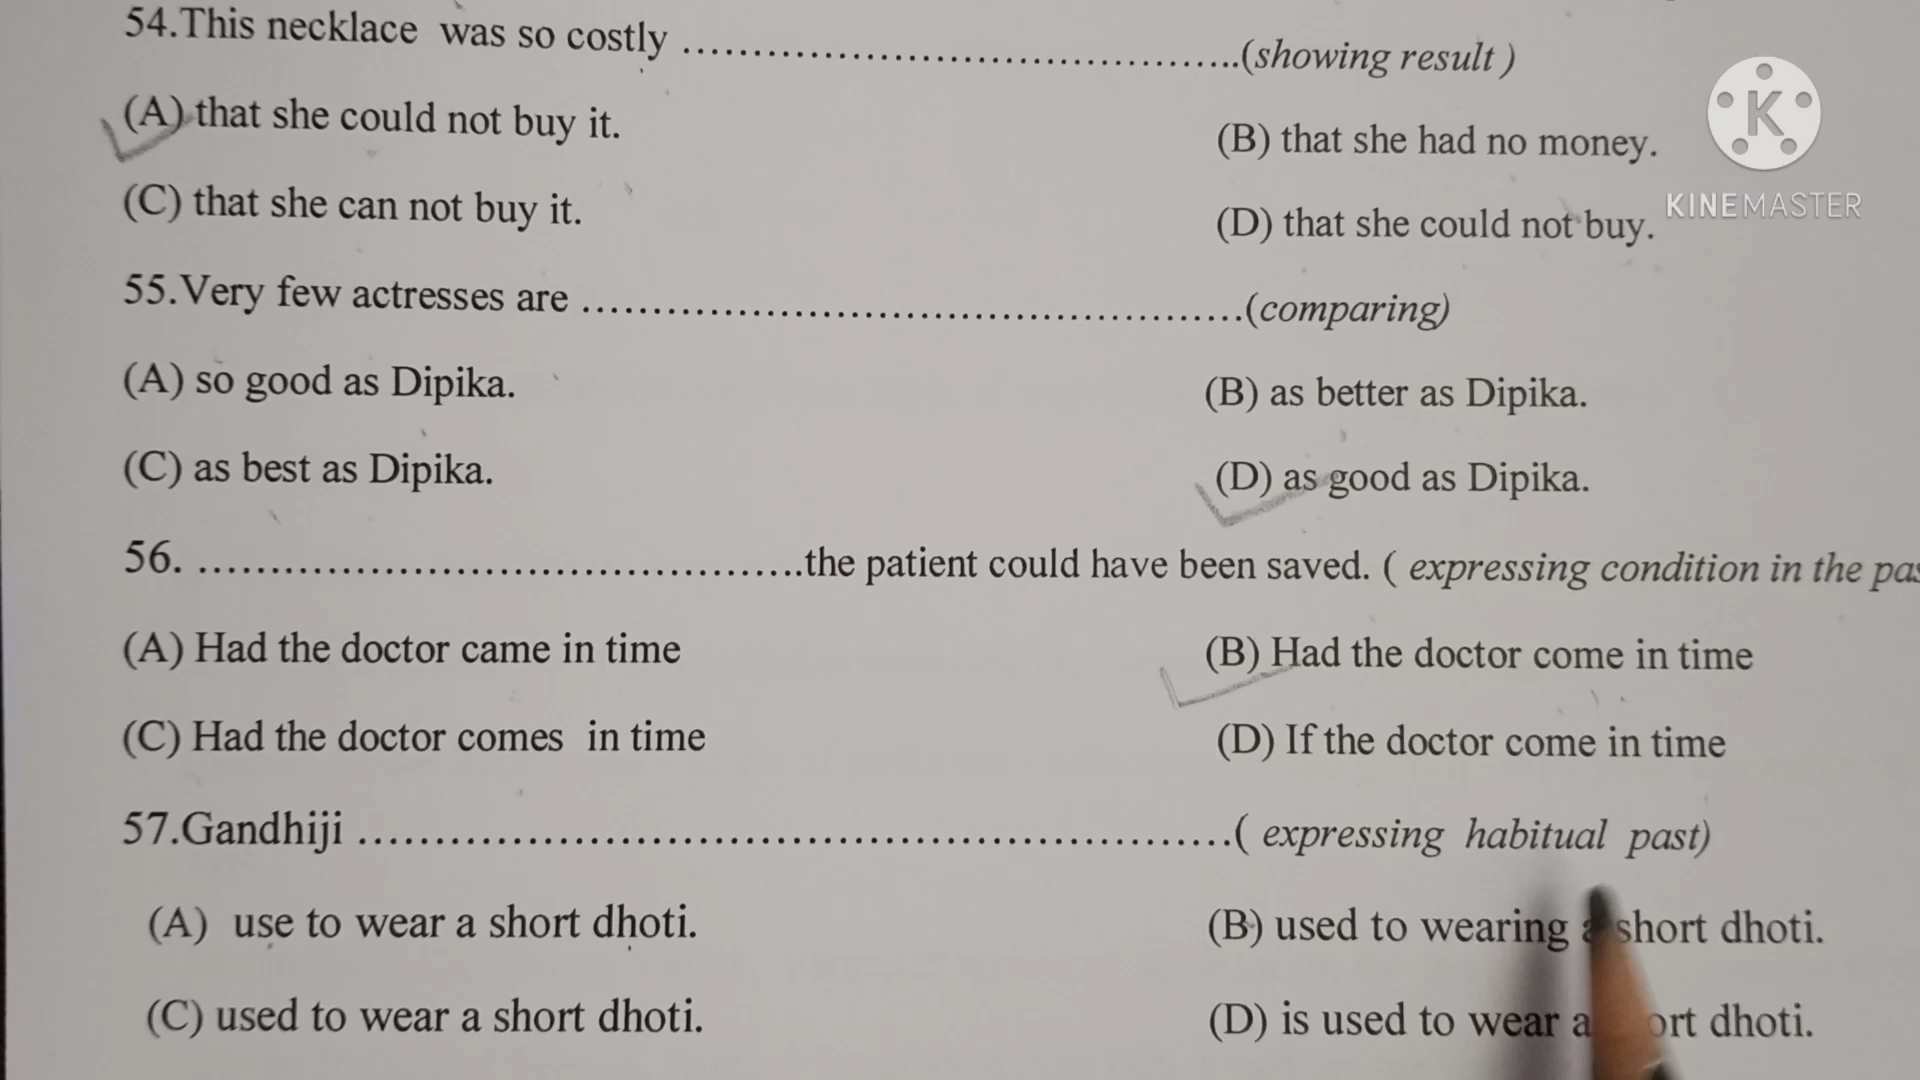 54.This necklace was so costly ........................................(showing result )
(A) that she could not buy it.
(B) that she had no money.
(C) that she can not buy it.
(D) that she could not buy.
KINEMASTER
55.Very few actresses are ................................................(comparing)
(A) so good as Dipika.
(B) as better as Dipika.
(C) as best as Dipika.
(D) as good as Dipika.
56. ...........................................the patient could have been saved. ( expressing condition in the pas
(A) Had the doctor came in time
(B) Had the doctor come in time
(C) Had the doctor comes in time
(D) If the doctor come in time
57.Gandhiji ..............................................................( expressing habitual past)
(A) use to wear a short dhoti.
(B) used to wearing a short dhoti.
(C) used to wear a short dhoti.
(D) is used to wear a ort dhoti.